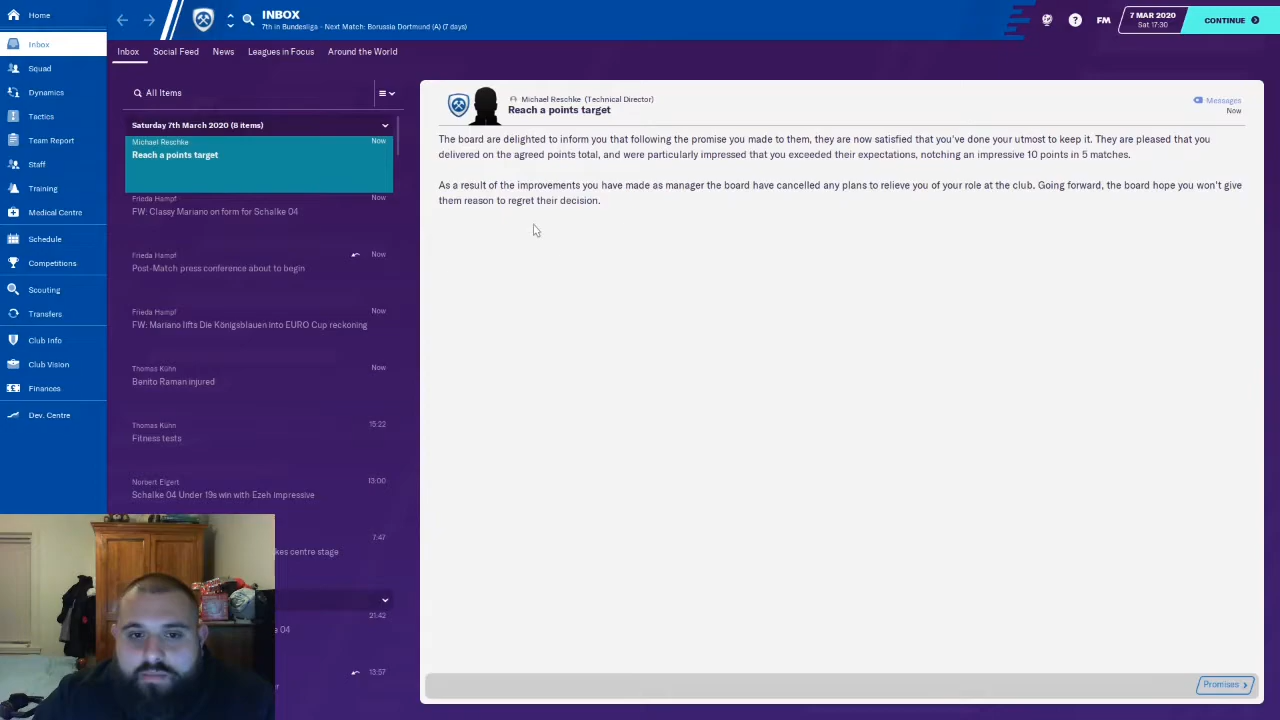 Home
INBOX
7th in Bundesliga - Next Match: Borussia Dortmund (A) (7 days)
FM
7 MAR 2020
Sat 17:30
CONTINUE
Inbox
Squad
Dynamics
Tactics
Team Report
Staff
Training
Medical Centre
Schedule
Competitions
Scouting
Transfers
Club Info
Club Vision
Finances
Dev. Centre
Inbox
Social Feed
News
Leagues in Focus
Around the World
All Items
Saturday 7th March 2020 (8 items)
Michael Reschke
Now
Reach a points target
Frieda Hampf
Now
FW: Classy Mariano on form for Schalke 04
Frieda Hampf
Now
Post-Match press conference about to begin
Frieda Hampf
Now
FW: Mariano lifts Die Königsblauen into EURO Cup reckoning
Thomas Kühn
Now
Benito Raman injured
Thomas Kühn
15:22
Fitness tests
Norbert Elgert
13:00
Schalke 04 Under 19s win with Ezeh impressive
7:47
kes centre stage
21:42
e 04
13:57
Michael Reschke (Technical Director)
Reach a points target
Messages
Now
The board are delighted to inform you that following the promise you made to them, they are now satisfied that you've done your utmost to keep it. They are pleased that you
delivered on the agreed points total, and were particularly impressed that you exceeded their expectations, notching an impressive 10 points in 5 matches.
As a result of the improvements you have made as manager the board have cancelled any plans to relieve you of your role at the club. Going forward, the board hope you won't give
them reason to regret their decision.
Promises